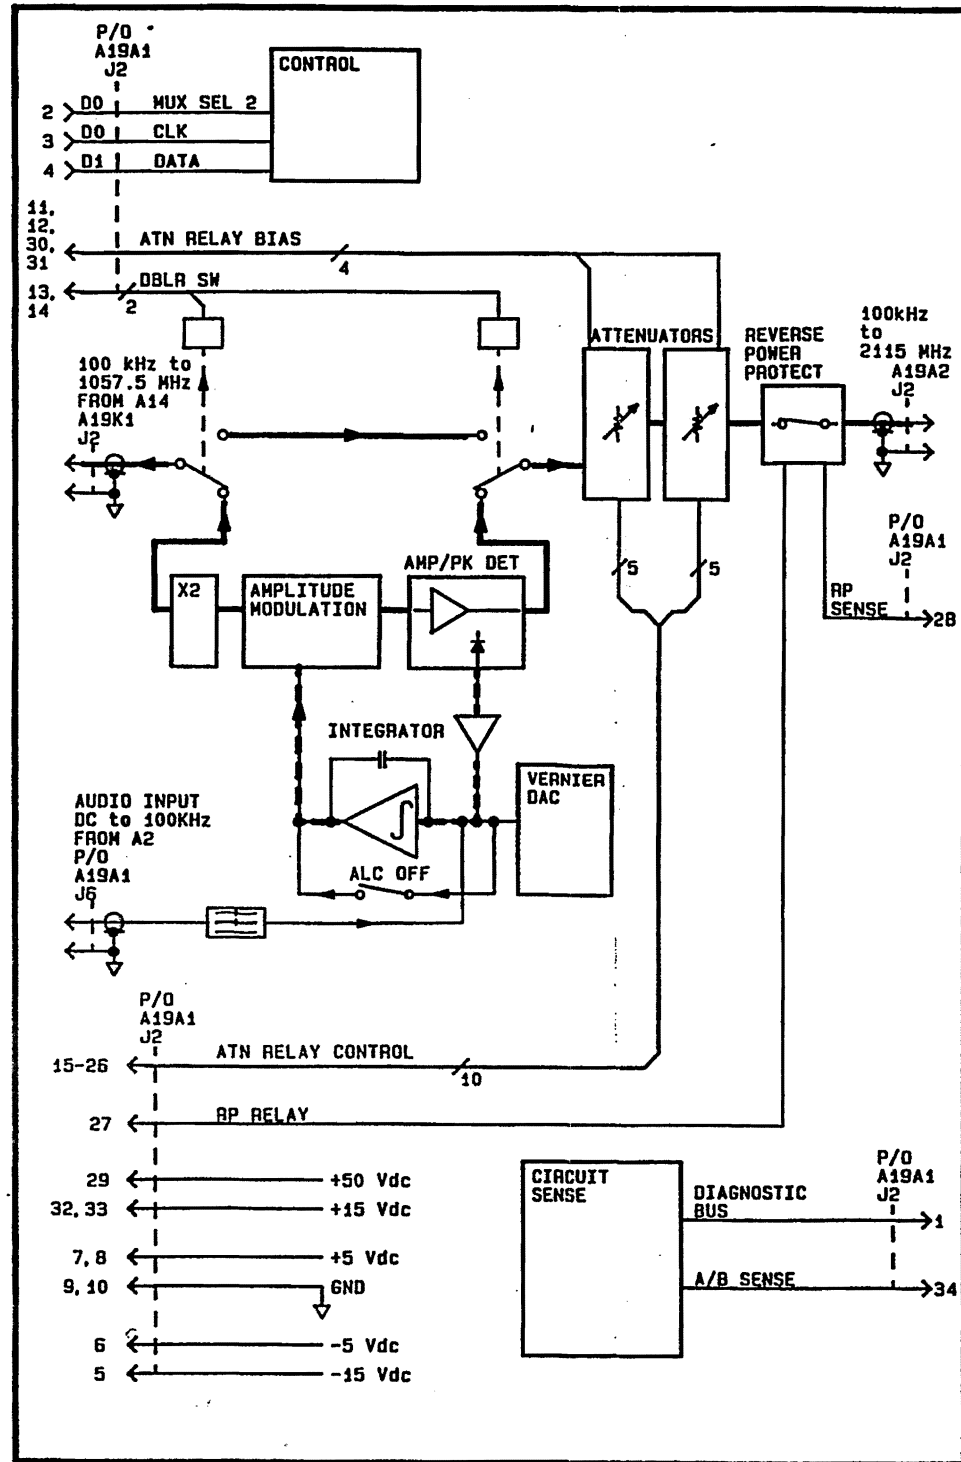 P/O
A19A1
J2
CONTROL
2 D0 MUX SEL 2
3 D0 CLK
4 D1 DATA
11,
12,
30,
31
ATN RELAY BIAS
4
13,
14
DBLR SW
2
100 kHz to
1057.5 MHz
FROM A14
A19K1
J2
ATTENUATORS
REVERSE
POWER
PROTECT
100kHz
to
2115 MHz
A19A2
J2
X2
AMPLITUDE
MODULATION
AMP/PK DET
5
5
P/O
A19A1
J2
RP
SENSE
28
INTEGRATOR
VERNIER
DAC
AUDIO INPUT
DC to 100KHz
FROM A2
P/O
A19A1
J6
ALC OFF
P/O
A19A1
J2
15-26 ATN RELAY CONTROL
10
27 RP RELAY
29 +50 Vdc
32,33 +15 Vdc
7,8 +5 Vdc
9,10 GND
6 -5 Vdc
5 -15 Vdc
CIRCUIT
SENSE
DIAGNOSTIC
BUS
P/O
A19A1
J2
1
A/B SENSE
34